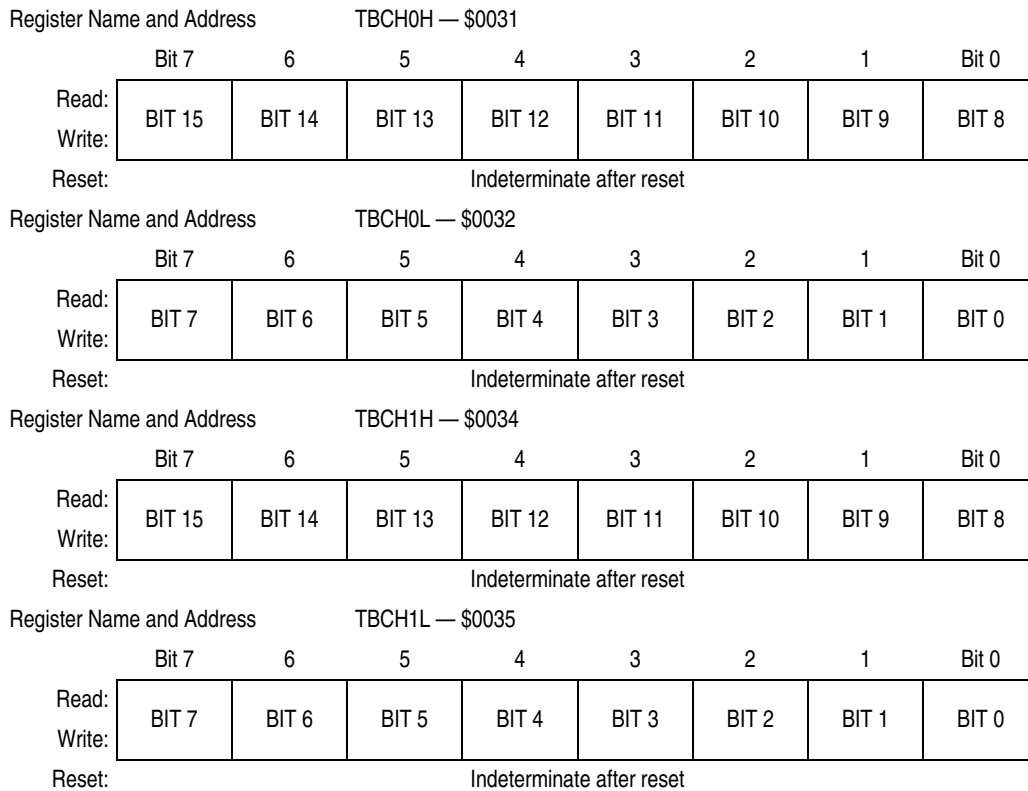 Register Name and Address TBCH0H — $0031
Bit 7 6 5 4 3 2 1 Bit 0
Read:
BIT 15 BIT 14 BIT 13 BIT 12 BIT 11 BIT 10 BIT 9 BIT 8
Write:
Reset: Indeterminate after reset
Register Name and Address TBCH0L — $0032
Bit 7 6 5 4 3 2 1 Bit 0
Read:
BIT 7 BIT 6 BIT 5 BIT 4 BIT 3 BIT 2 BIT 1 BIT 0
Write:
Reset: Indeterminate after reset
Register Name and Address TBCH1H — $0034
Bit 7 6 5 4 3 2 1 Bit 0
Read:
BIT 15 BIT 14 BIT 13 BIT 12 BIT 11 BIT 10 BIT 9 BIT 8
Write:
Reset: Indeterminate after reset
Register Name and Address TBCH1L — $0035
Bit 7 6 5 4 3 2 1 Bit 0
Read:
BIT 7 BIT 6 BIT 5 BIT 4 BIT 3 BIT 2 BIT 1 BIT 0
Write:
Reset: Indeterminate after reset